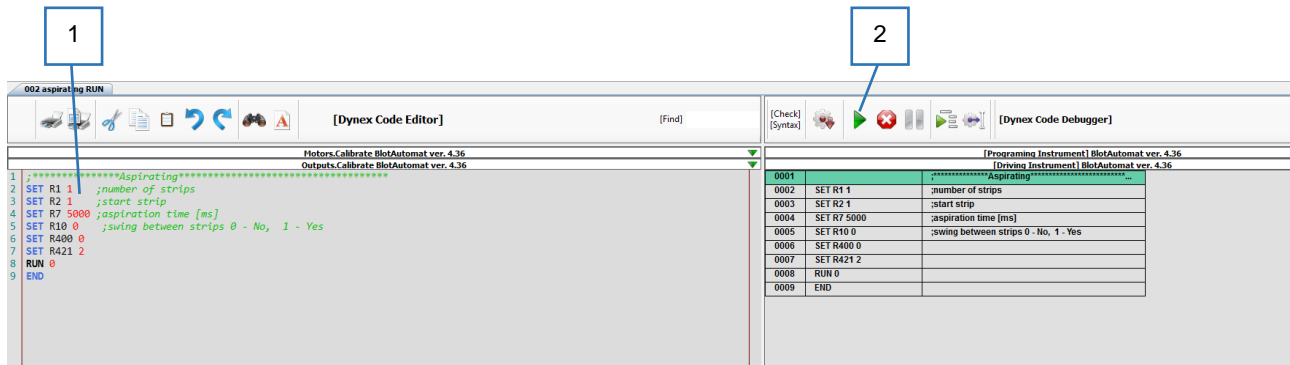 1
2
002 aspirating RUN
[Dynex Code Editor]
[Find]
[Check]
[Syntax]
[Dynex Code Debugger]
Motors.Calibrate BlotAutomat ver. 4.36
Outputs.Calibrate BlotAutomat ver. 4.36
1 ;***************Aspirating************************************
2 SET R1 1 ;number of strips
3 SET R2 1 ;start strip
4 SET R7 5000 ;aspiration time [ms]
5 SET R10 0 ;swing between strips 0 - No, 1 - Yes
6 SET R400 0
7 SET R421 2
8 RUN 0
9 END
[Programing Instrument] BlotAutomat ver. 4.36
[Driving Instrument] BlotAutomat ver. 4.36
0001 ;***************Aspirating**************************...
0002 SET R1 1 ;number of strips
0003 SET R2 1 ;start strip
0004 SET R7 5000 ;aspiration time [ms]
0005 SET R10 0 ;swing between strips 0 - No, 1 - Yes
0006 SET R400 0
0007 SET R421 2
0008 RUN 0
0009 END